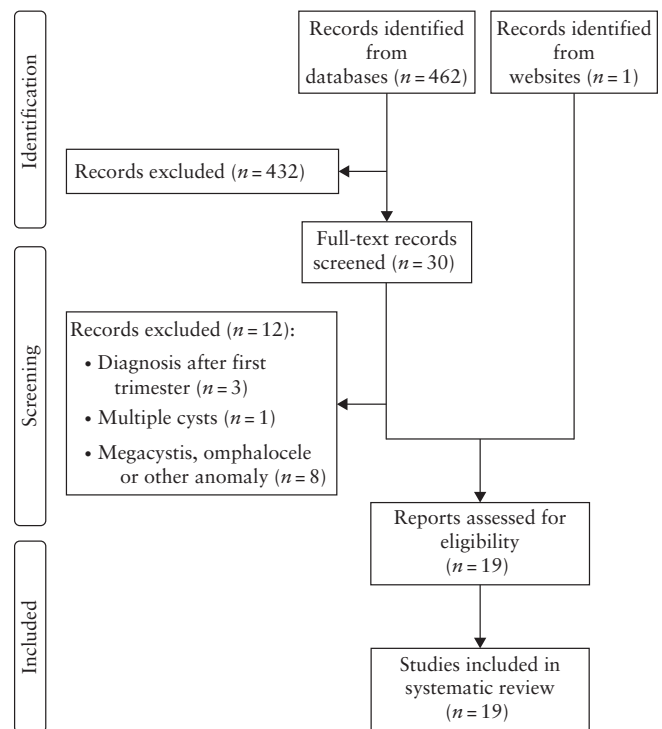 Identification
Records identified
from
databases (n = 462)
Records identified
from
websites (n = 1)
Records excluded (n = 432)
Full-text records
screened (n = 30)
Screening
Records excluded (n = 12):
• Diagnosis after first
trimester (n = 3)
• Multiple cysts (n = 1)
• Megacystis, omphalocele
or other anomaly (n = 8)
Reports assessed for
eligibility
(n = 19)
Included
Studies included in
systematic review
(n = 19)